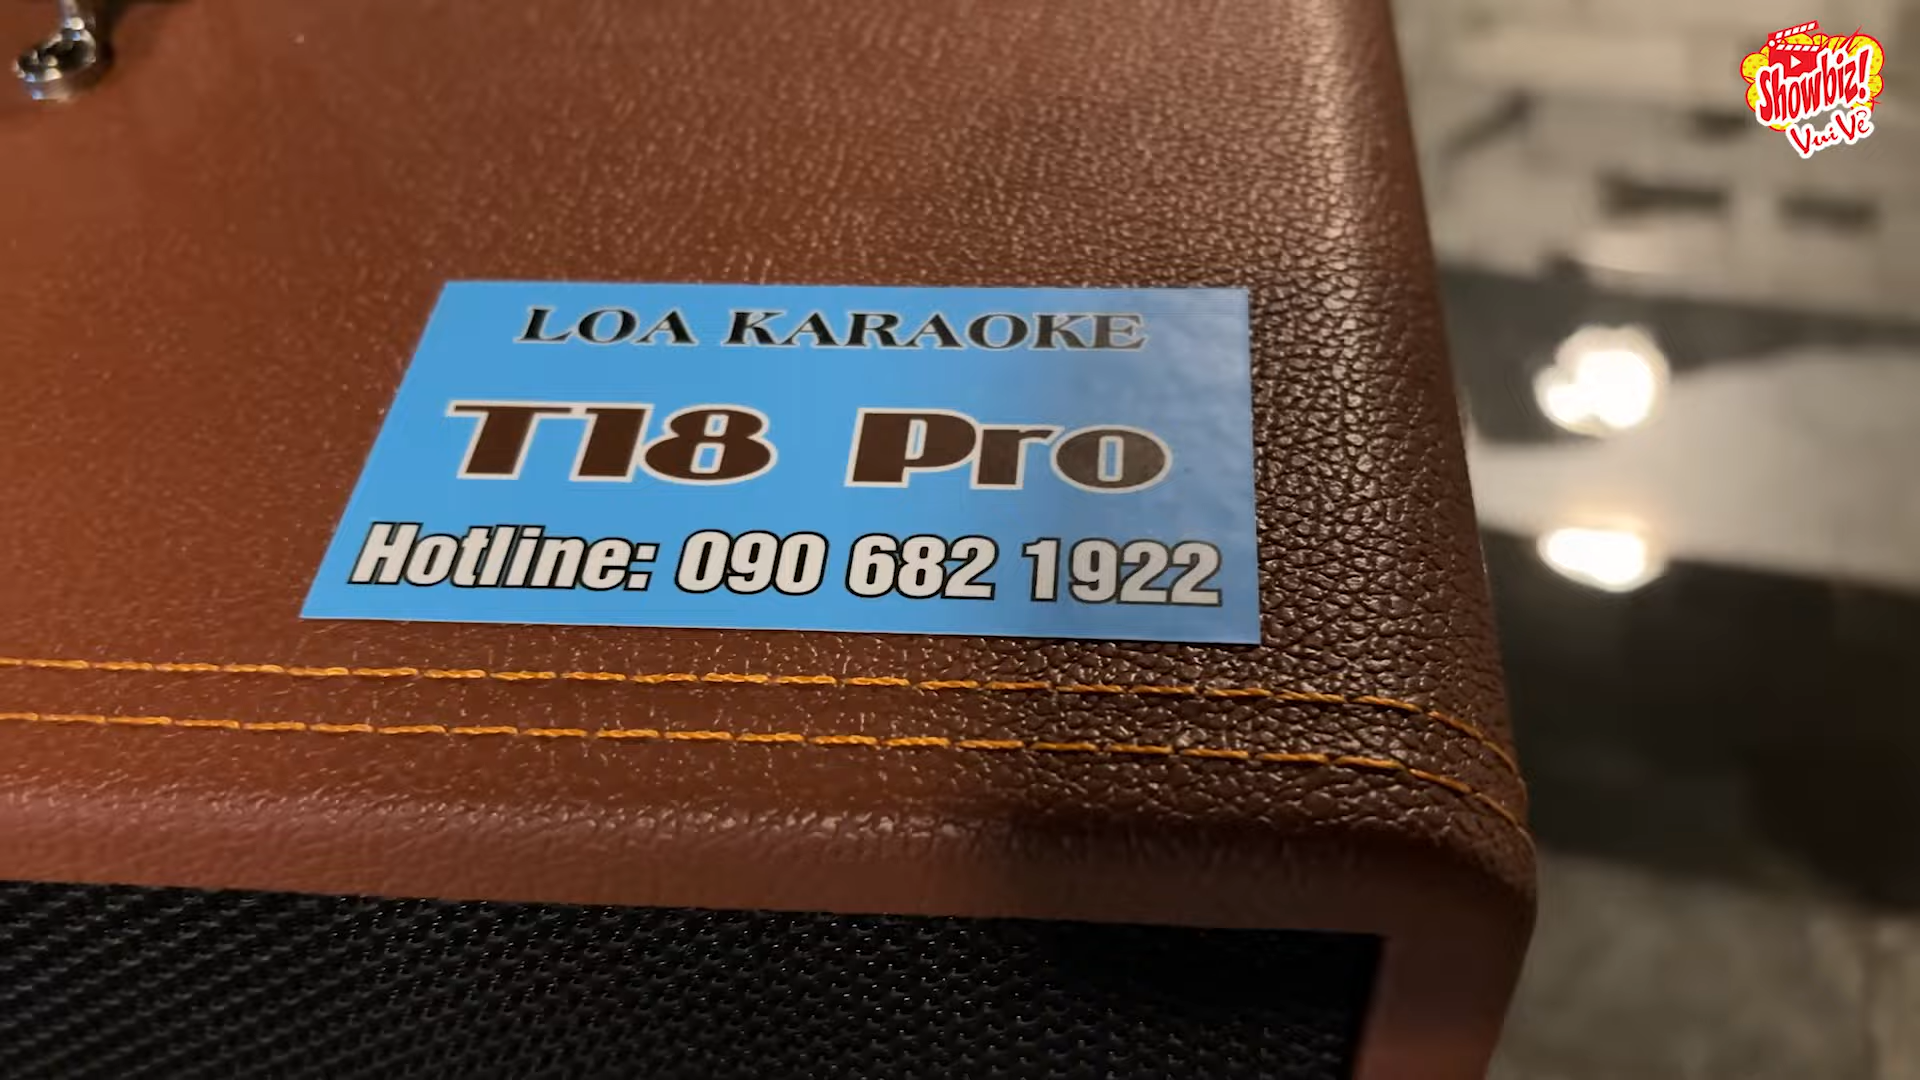 Showbiz!
Vui Vẻ
LOA KARAOKE
T18 Pro
Hotline: 090 682 1922